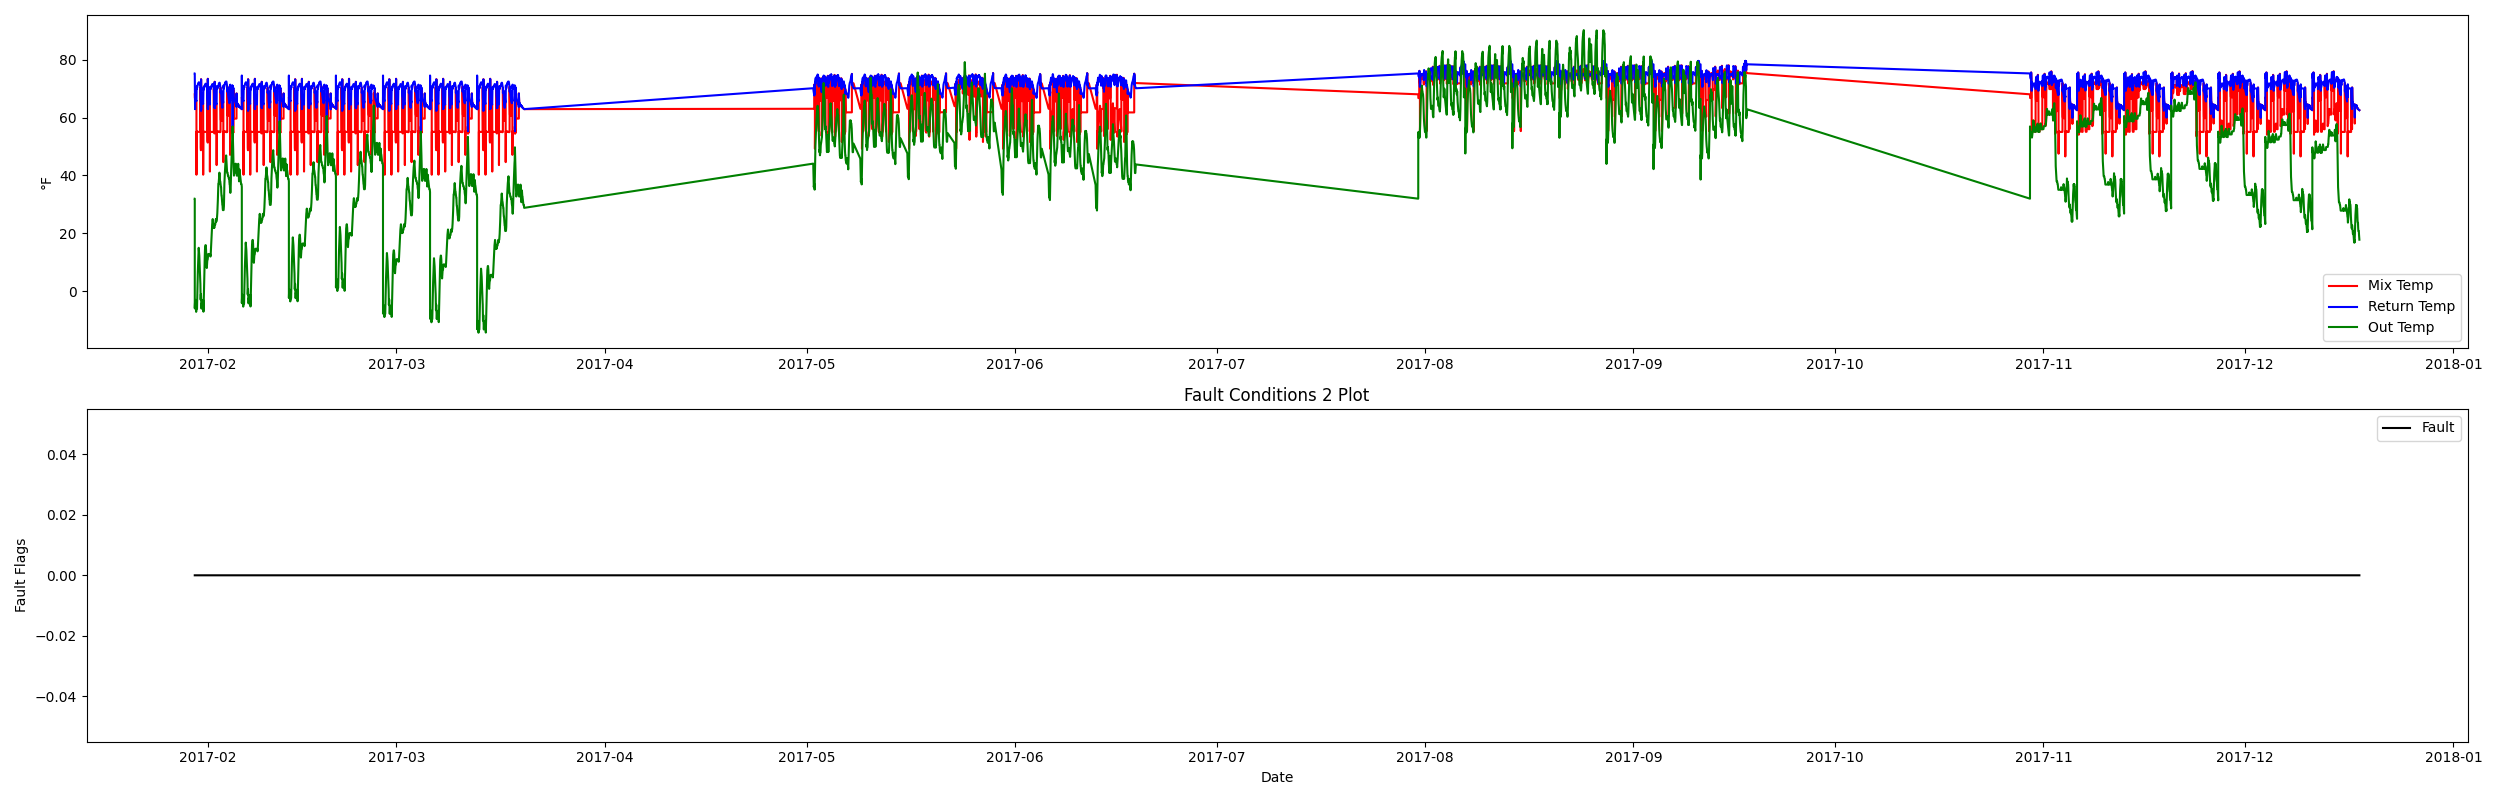 80
60
40
20
0
°F
Mix Temp
Return Temp
Out Temp
2017-02 2017-03 2017-04 2017-05 2017-06 2017-07 2017-08 2017-09 2017-10 2017-11 2017-12 2018-01
Fault Conditions 2 Plot
Fault
0.04
0.02
0.00
−0.02
−0.04
Fault Flags
2017-02 2017-03 2017-04 2017-05 2017-06 2017-07 2017-08 2017-09 2017-10 2017-11 2017-12 2018-01
Date